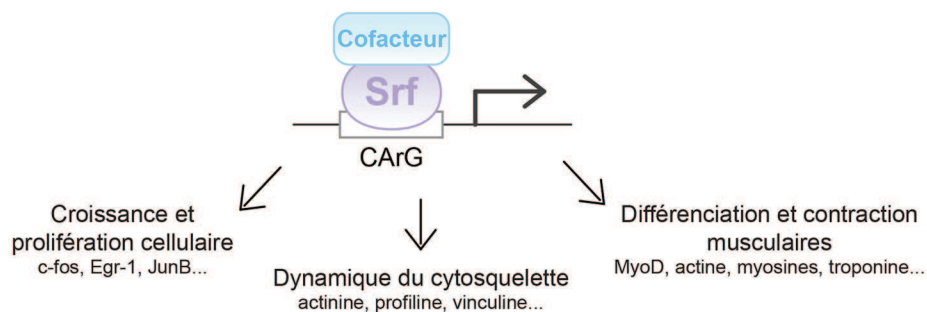 Cofacteur
Srf
CArG
Croissance et
prolifération cellulaire
c-fos, Egr-1, JunB...
Dynamique du cytosquelette
actinine, profiline, vinculine...
Différenciation et contraction
musculaires
MyoD, actine, myosines, troponine...